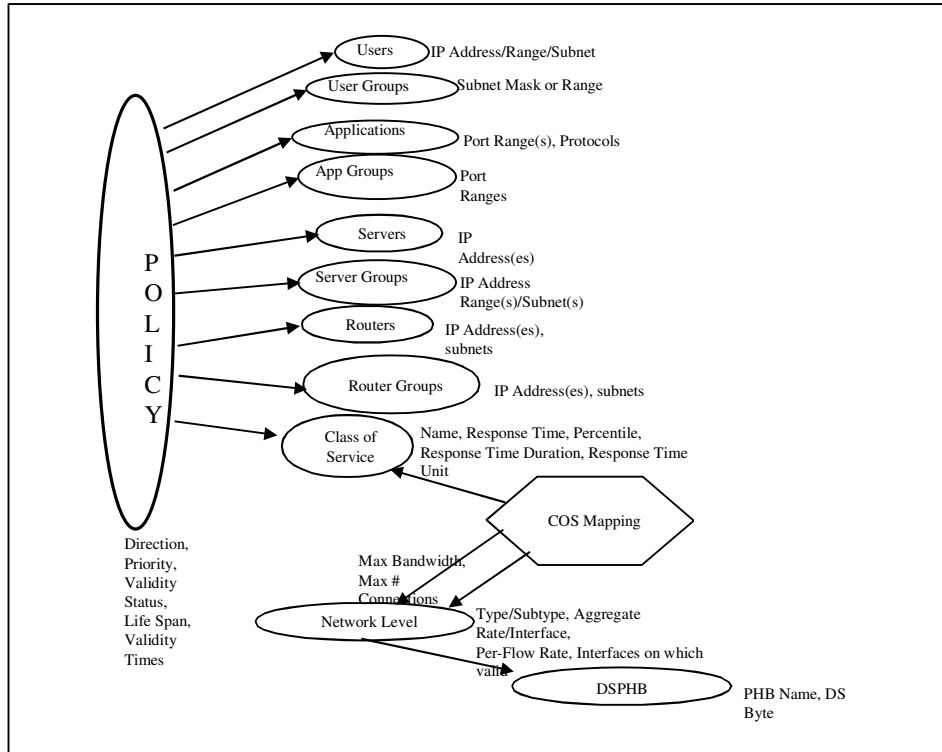 Users
IP Address/Range/Subnet
User Groups
Subnet Mask or Range
Applications
Port Range(s), Protocols
App Groups
Port
Ranges
Servers
IP
Address(es)
Server Groups
IP Address
Range(s)/Subnet(s)
Routers
IP Address(es),
subnets
Router Groups
IP Address(es), subnets
P
O
L
I
C
Y
Class of
Service
Name, Response Time, Percentile,
Response Time Duration, Response Time
Unit
COS Mapping
Direction,
Priority,
Validity
Status,
Life Span,
Validity
Times
Max Bandwidth,
Max #
Connections
Network Level
Type/Subtype, Aggregate
Rate/Interface,
Per-Flow Rate, Interfaces on which
valid
DSPHB
PHB Name, DS
Byte